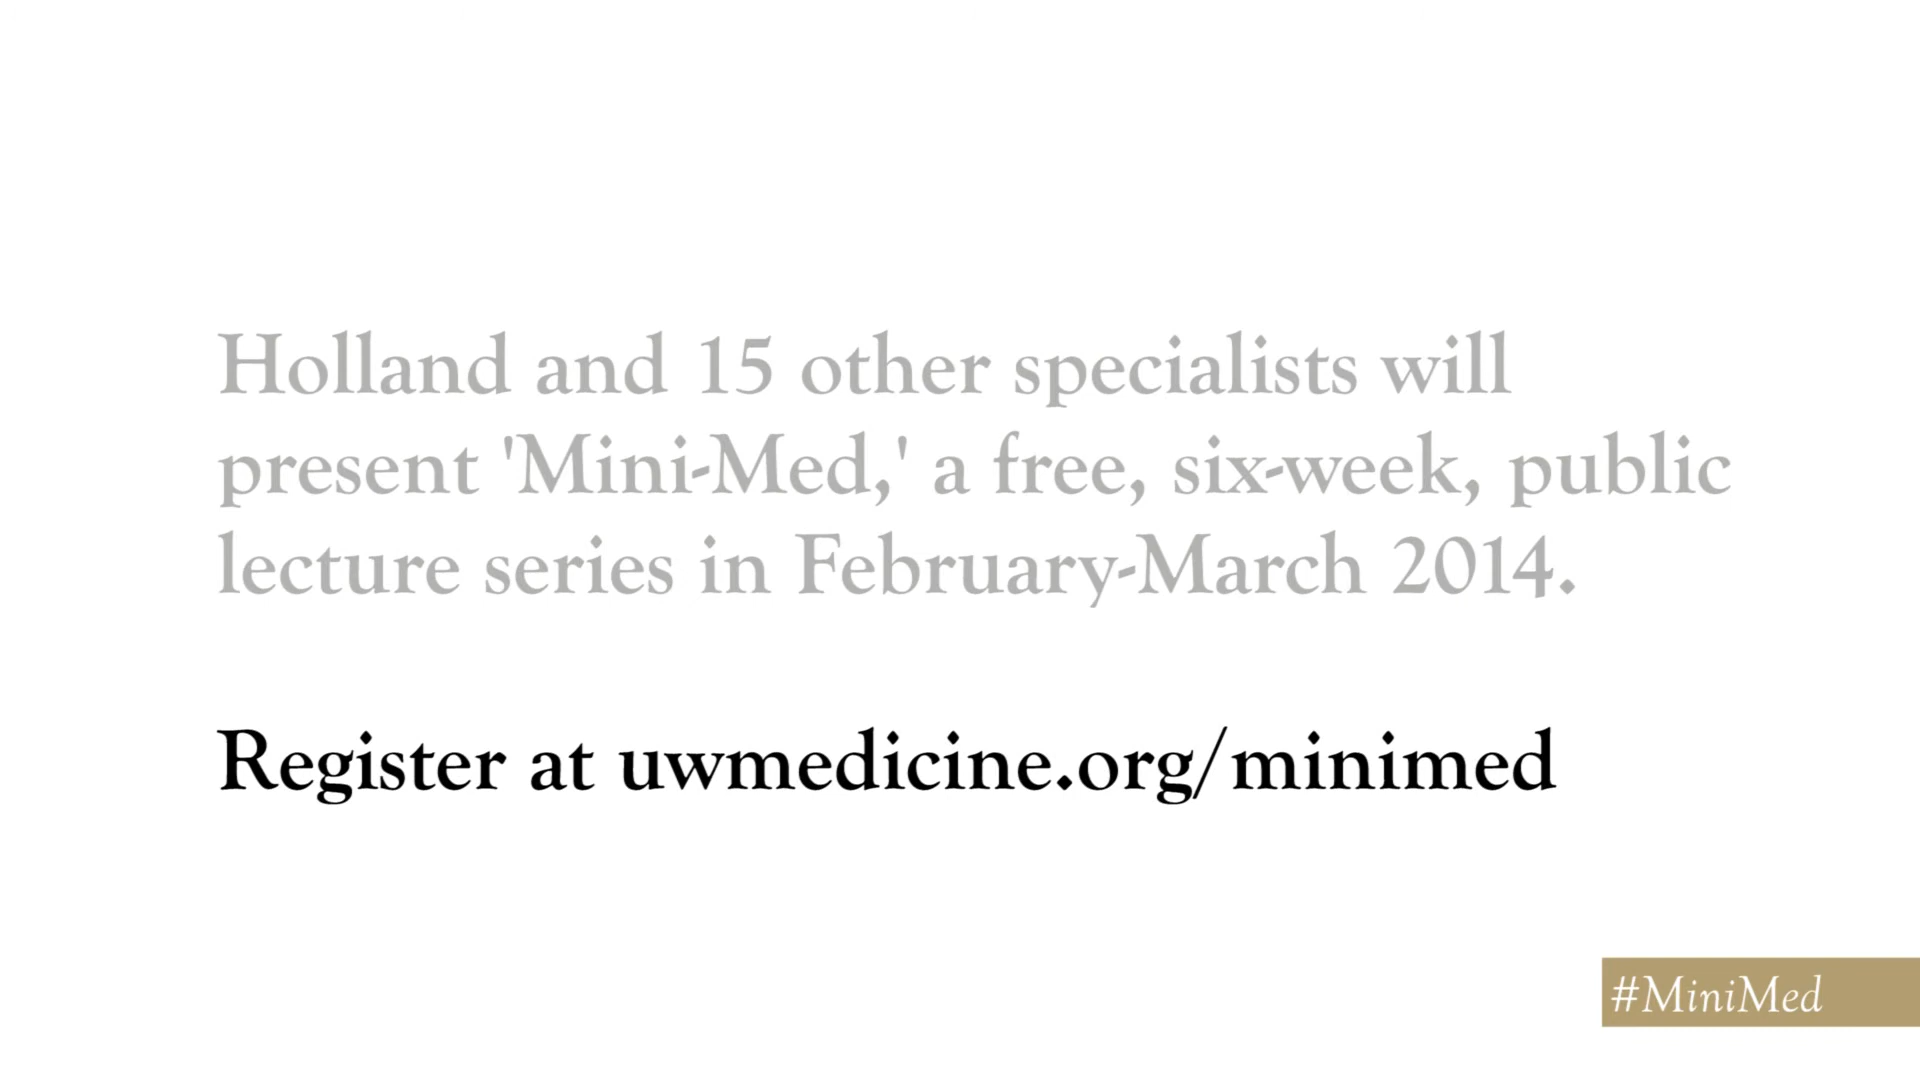 Holland and 15 other specialists will
present 'Mini-Med,' a free, six-week, public
lecture series in February-March 2014.
Register at uwmedicine.org/minimed
#MiniMed